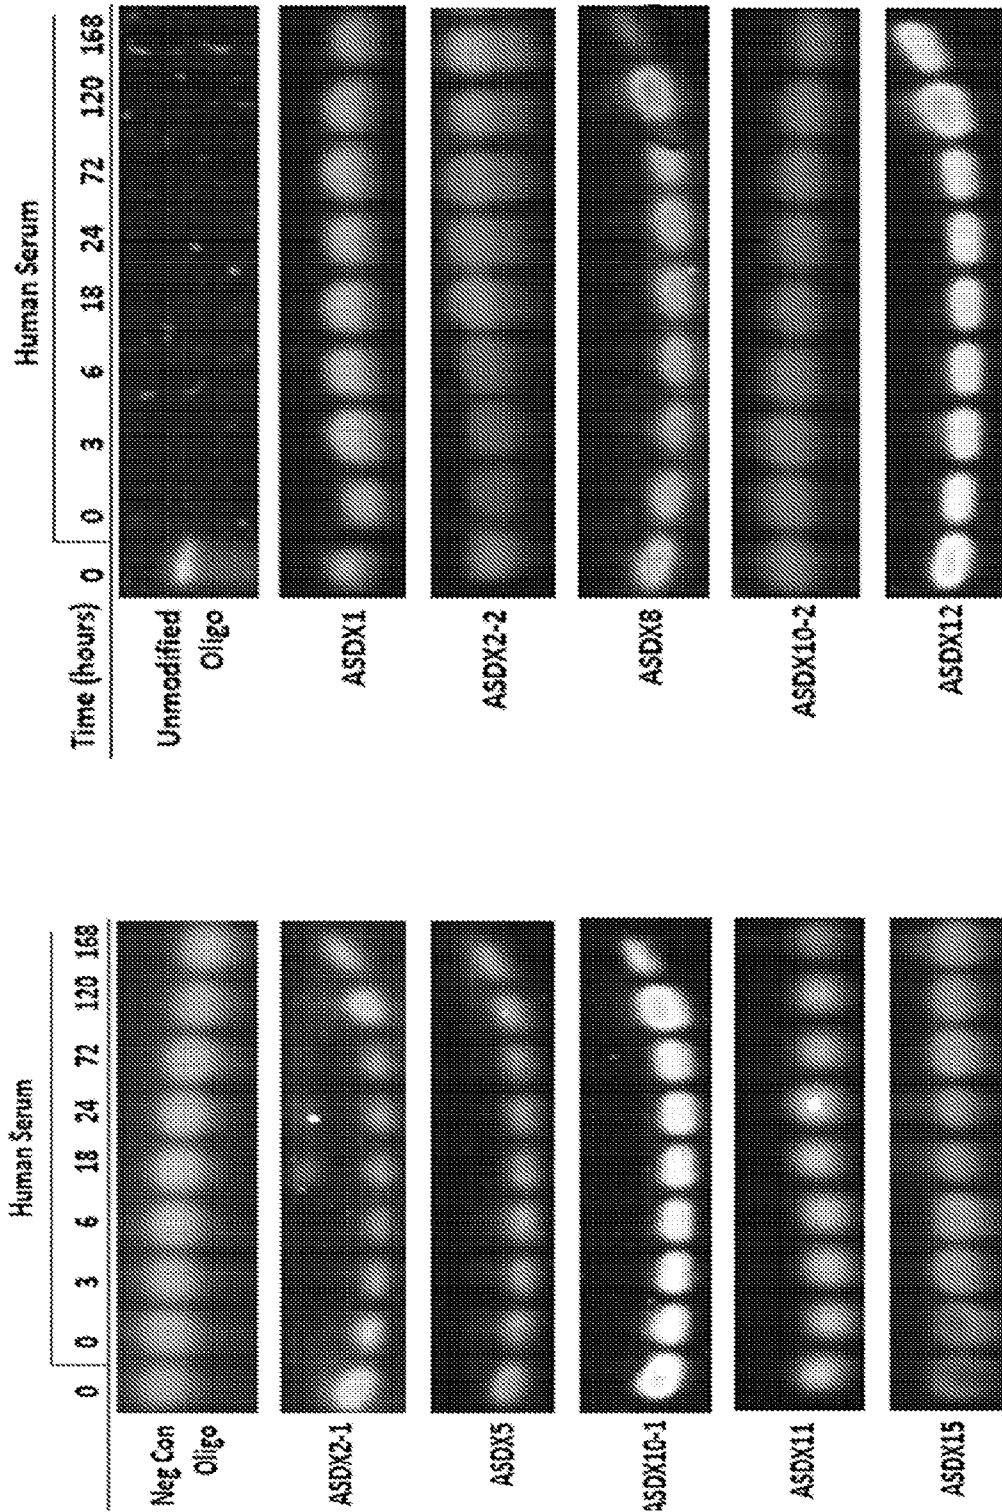 Human Serum
Time (hours) 0 0 3 6 18 24 72 120 168
Unmodified
Oligo
ASDX1
ASDX2-2
ASDX8
ASDX10-2
ASDX12
Human Serum
0 0 3 6 18 24 72 120 168
Neg Con
Oligo
ASDX2-1
ASDX5
ASDX10-1
ASDX11
ASDX15